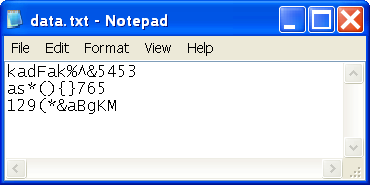 data.txt - Notepad
File Edit Format View Help
kadFak%^&5453
as*(){}765
129(*&aBgKM